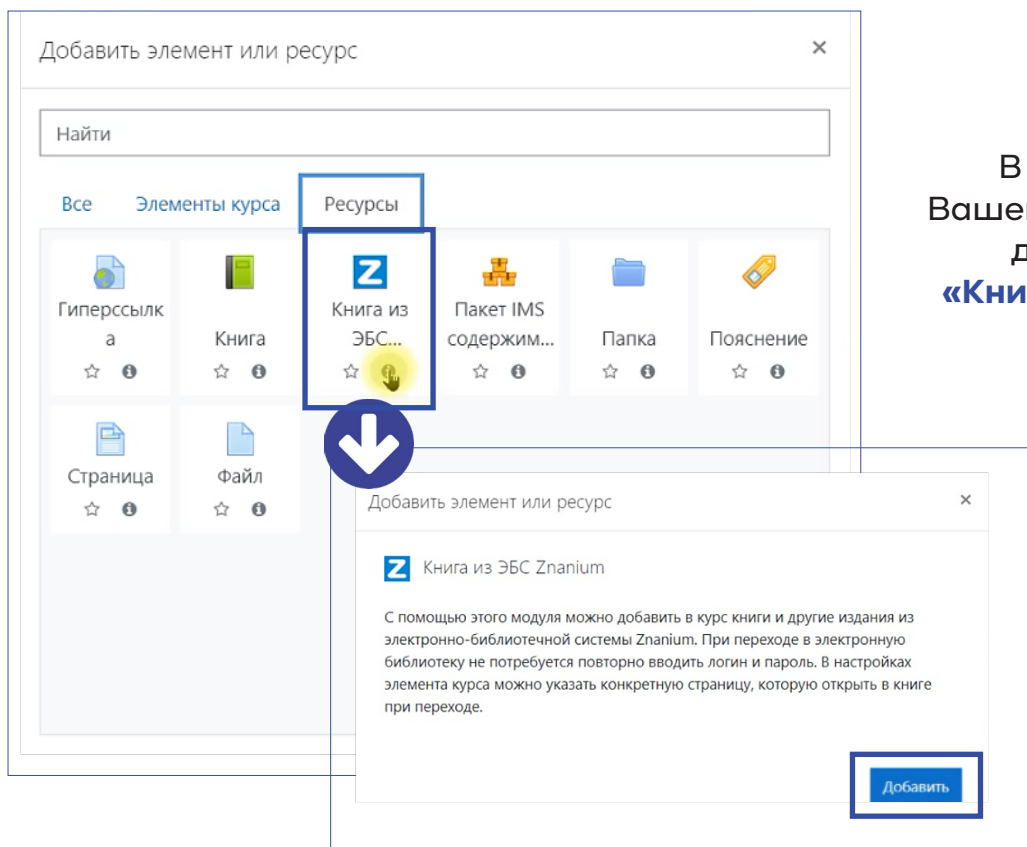 Добавить элемент или ресурс
Найти
Все Элементы курса Ресурсы
Гиперссылк
а
Книга
Книга из
ЭБС...
Пакет IMS
содержим...
Папка
Пояснение
Страница
Файл
В
«Кни
Добавить элемент или ресурс
Книга из ЭБС Znanium
С помощью этого модуля можно добавить в курс книги и другие издания из
электронно-библиотечной системы Znanium. При переходе в электронную
библиотеку не потребуется повторно вводить логин и пароль. В настройках
элемента курса можно указать конкретную страницу, которую открыть в книге
при переходе.
Добавить